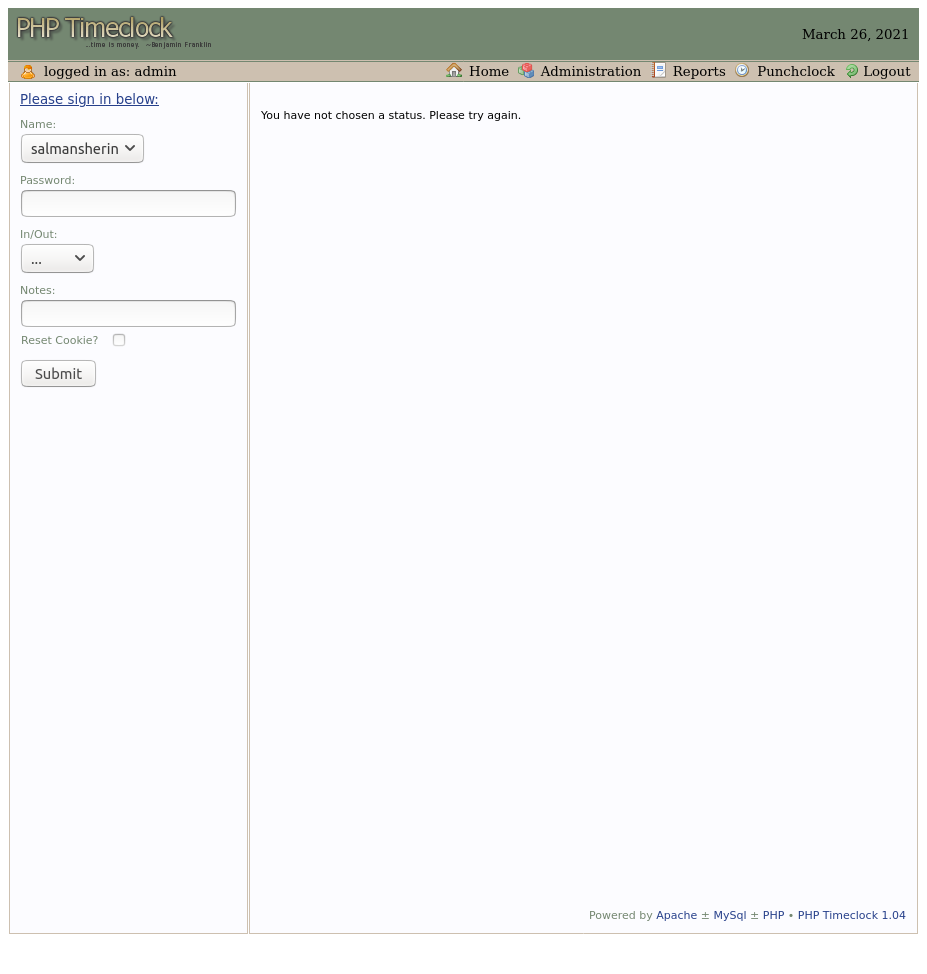 PHP Timeclock
...time is money. ~Benjamin Franklin
March 26, 2021
logged in as: admin
Home Administration Reports Punchclock Logout
Please sign in below:
Name:
salmansherin
Password:
In/Out:
...
Notes:
Reset Cookie?
Submit
You have not chosen a status. Please try again.
Powered by Apache ± MySql ± PHP • PHP Timeclock 1.04